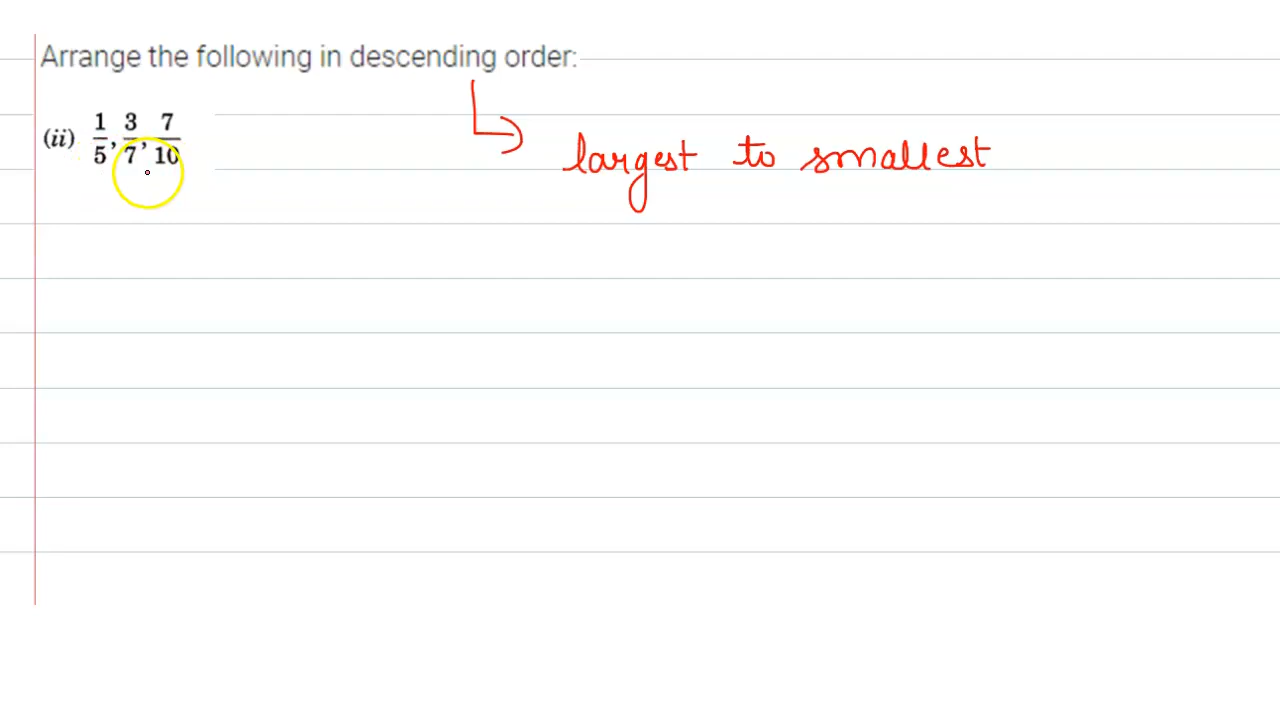 Arrange the following in descending order:
(ii) 1/5, 3/7, 7/10
largest to smallest